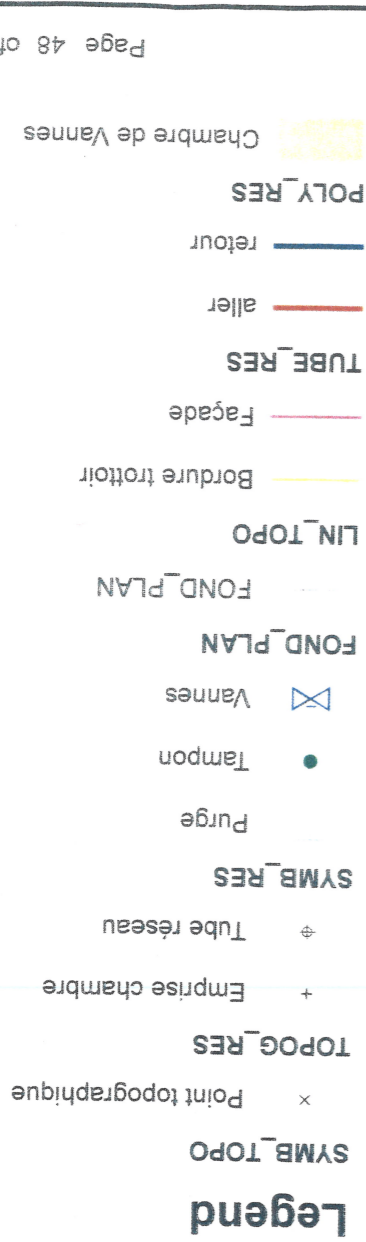 Legend
SYMB_TOPO
Point topographique
TOPOG_RES
Emprise chambre
Tube réseau
SYMB_RES
Purge
Tampon
Vannes
FOND_PLAN
FOND_PLAN
LIN_TOPO
Bordure trottoir
Façade
TUBE_RES
aller
retour
POLY_RES
Chambre de Vannes
Page 48 of